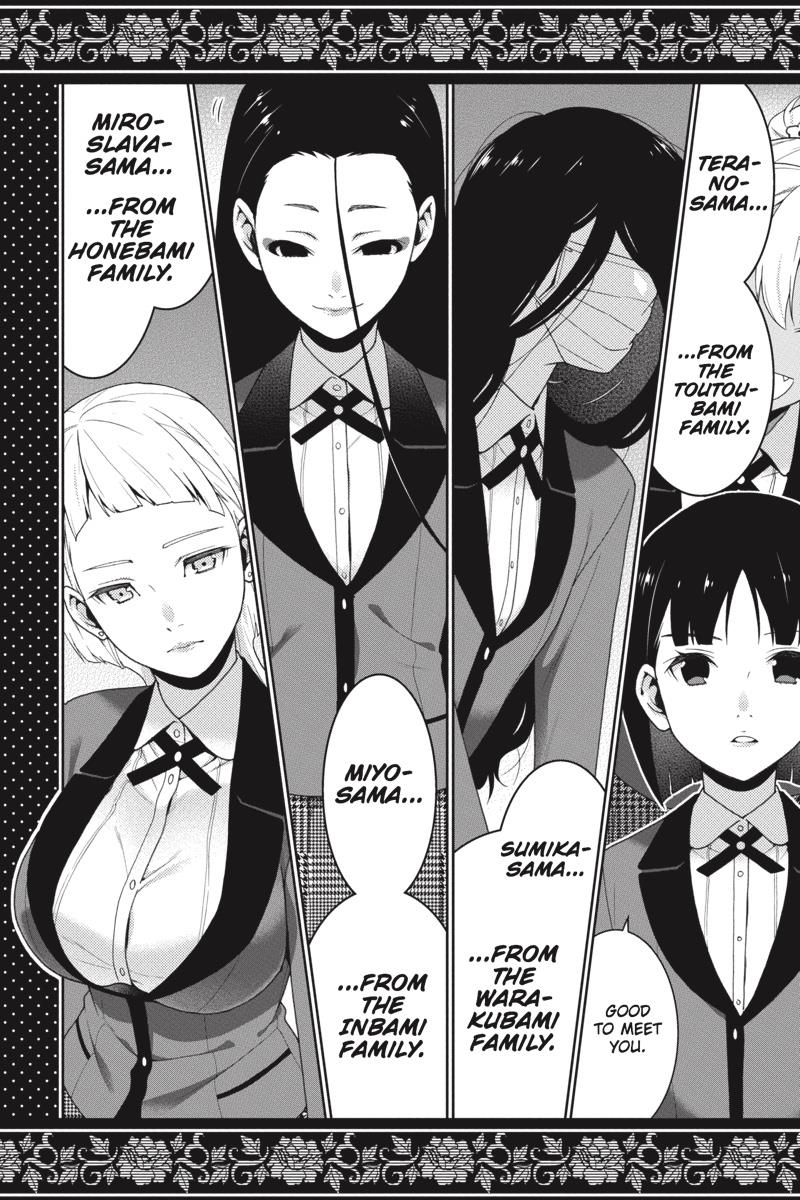 TERA-
NO-
SAMA...
...FROM
THE
TOUTOU-
BAMI
FAMILY.
GOOD
TO MEET
YOU.
SUMIKA-
SAMA...
...FROM
THE
WARA-
KUBAMI
FAMILY.
MIYO-
SAMA...
...FROM
THE
INBAMI
FAMILY.
MIRO-
SLAVA-
SAMA...
...FROM
THE
HONEBAMI
FAMILY.